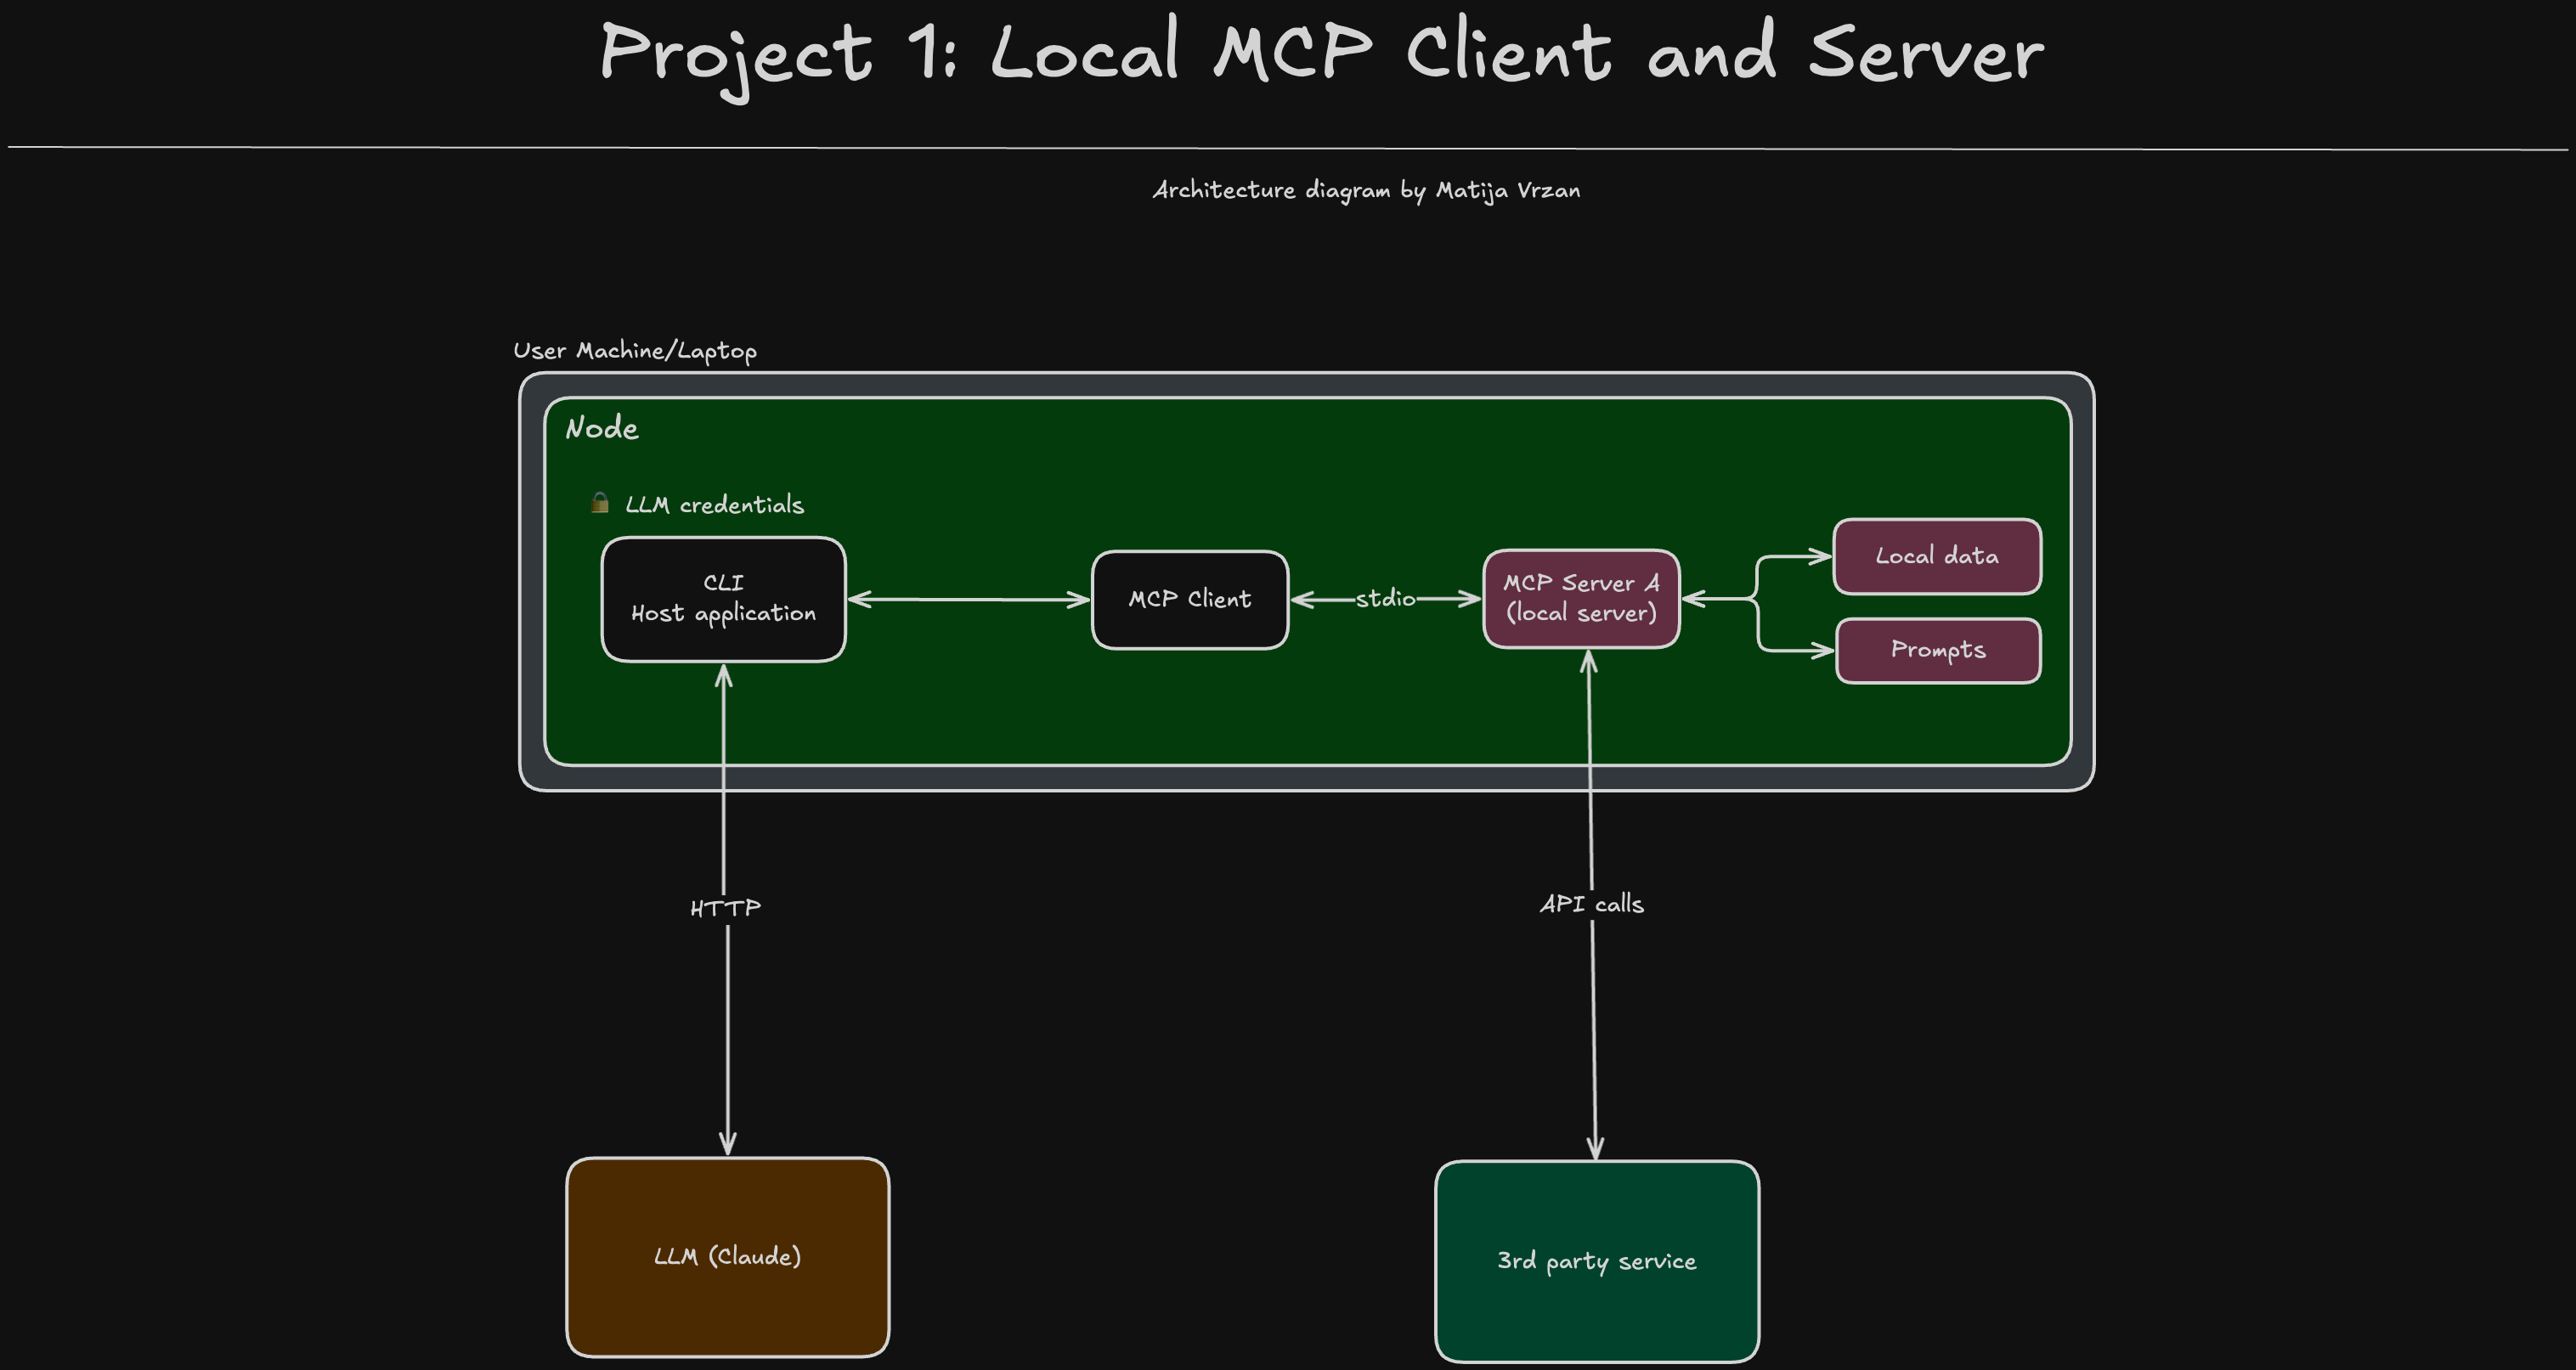 Project 1: Local MCP Client and Server
Architecture diagram by Matija Vrzan
User Machine/Laptop
Node
🔒 LLM credentials
CLI
Host application
MCP Client
stdio
MCP Server A
(local server)
Local data
Prompts
HTTP
API calls
LLM (Claude)
3rd party service